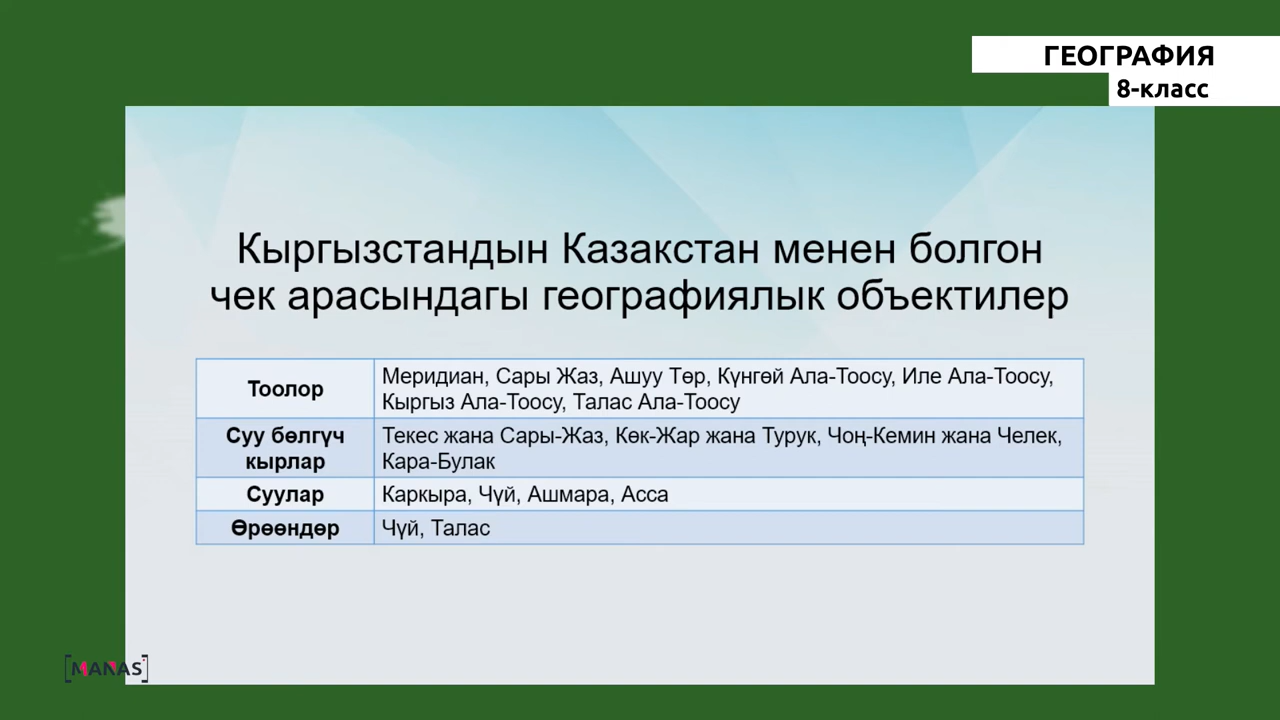 ГЕОГРАФИЯ
8-класс
Кыргызстандын Казакстан менен болгон
чек арасындагы географиялык объектилер
Тоолор
Меридиан, Сары Жаз, Ашуу Төр, Күнгөй Ала-Тоосу, Иле Ала-Тоосу,
Кыргыз Ала-Тоосу, Талас Ала-Тоосу
Суу бөлгүч
кырлар
Текес жана Сары-Жаз, Көк-Жар жана Турук, Чоң-Кемин жана Челек,
Кара-Булак
Суулар
Каркыра, Чүй, Ашмара, Асса
Өрөөндөр
Чүй, Талас
[MANAS]